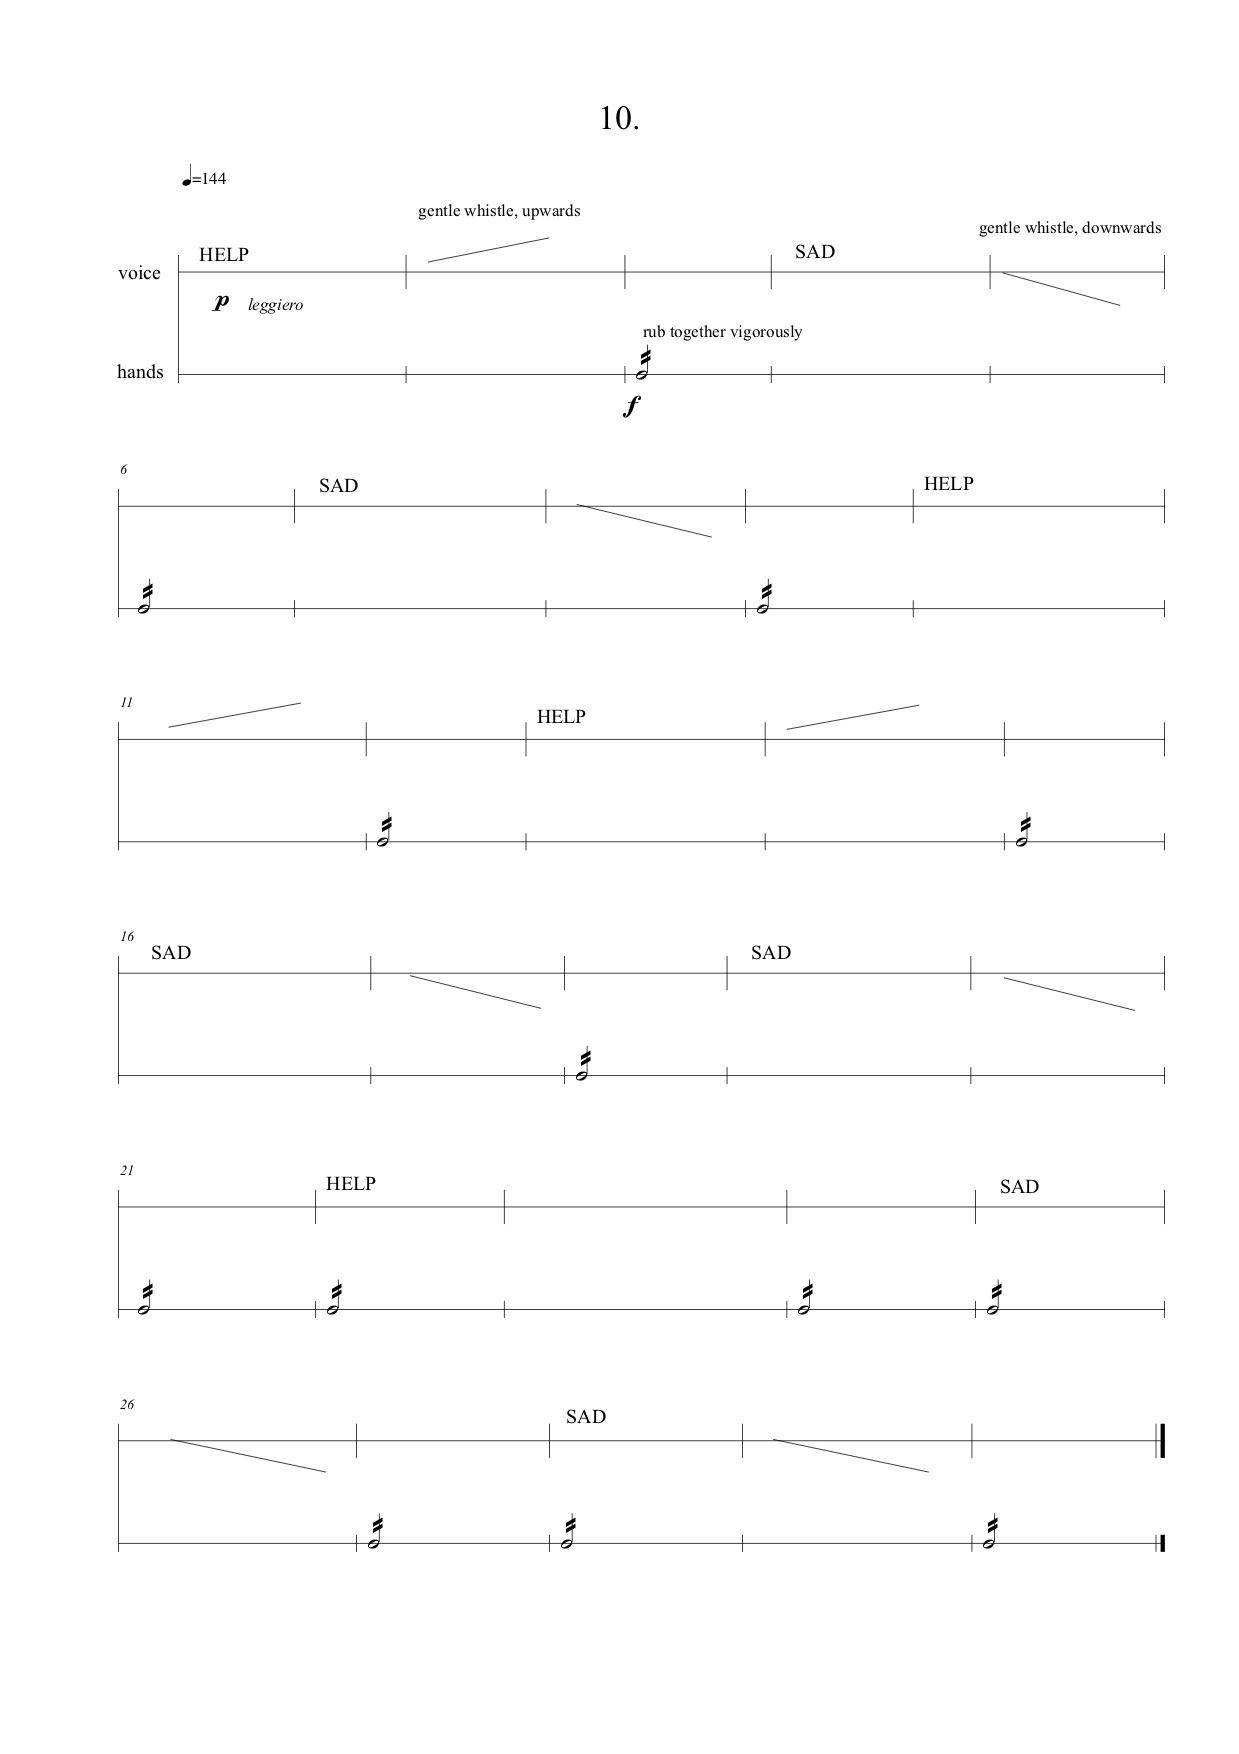 10.
♩=144
gentle whistle, upwards
gentle whistle, downwards
HELP
SAD
voice
p leggiero
rub together vigorously
hands
f
6
SAD
HELP
11
HELP
16
SAD
SAD
21
HELP
SAD
26
SAD